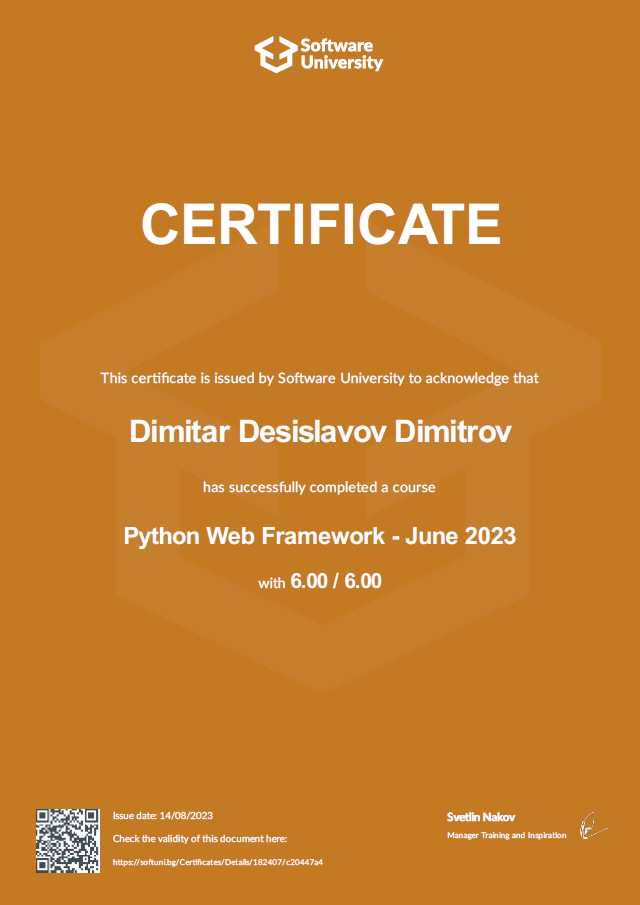 Software
University
CERTIFICATE
This certificate is issued by Software University to acknowledge that
Dimitar Desislavov Dimitrov
has successfully completed a course
Python Web Framework - June 2023
with 6.00 / 6.00
Issue date: 14/08/2023
Check the validity of this document here:
https://softuni.bg/Certificates/Details/182407/c20447a4
Svetlin Nakov
Manager Training and Inspiration